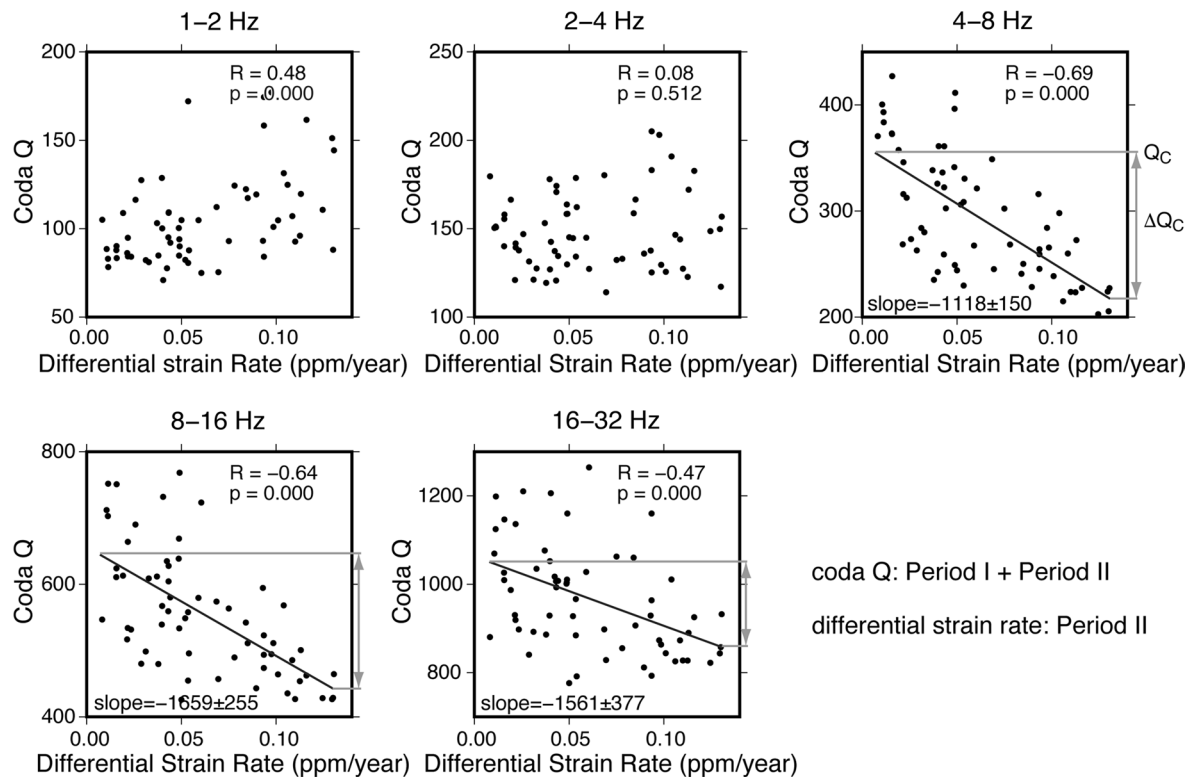 1–2 Hz
200
150
100
50
Coda Q
R = 0.48
p = 0.000
0.00 0.05 0.10
Differential strain Rate (ppm/year)
2–4 Hz
250
200
150
100
Coda Q
R = 0.08
p = 0.512
0.00 0.05 0.10
Differential Strain Rate (ppm/year)
4–8 Hz
400
300
200
Coda Q
R = −0.69
p = 0.000
QC
ΔQC
slope=−1118±150
0.00 0.05 0.10
Differential Strain Rate (ppm/year)
8–16 Hz
800
600
400
Coda Q
R = −0.64
p = 0.000
slope=−1659±255
0.00 0.05 0.10
Differential Strain Rate (ppm/year)
16–32 Hz
1200
1000
800
Coda Q
R = −0.47
p = 0.000
slope=−1561±377
0.00 0.05 0.10
Differential Strain Rate (ppm/year)
coda Q: Period I + Period II
differential strain rate: Period II